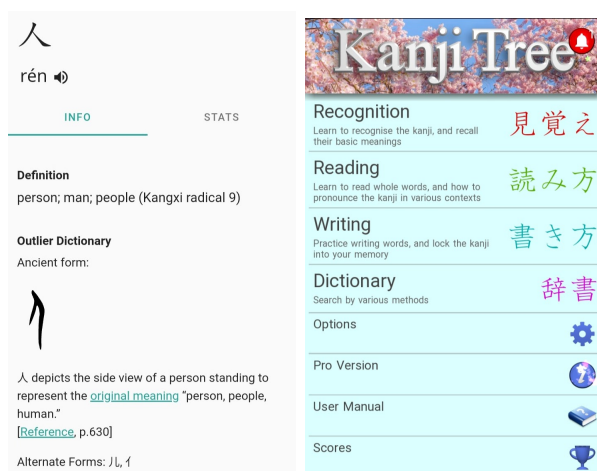 人
rén
INFO STATS
Definition
person; man; people (Kangxi radical 9)
Outlier Dictionary
Ancient form:
人 depicts the side view of a person standing to
represent the original meaning “person, people,
human.”
[Reference, p.630]
Alternate Forms: 儿, 亻
Kanji Tree
Recognition
Learn to recognise the kanji, and recall
their basic meanings
見覚え
Reading
Learn to read whole words, and how to
pronounce the kanji in various contexts
読み方
Writing
Practice writing words, and lock the kanji
into your memory
書き方
Dictionary
Search by various methods
辞書
Options
Pro Version
User Manual
Scores